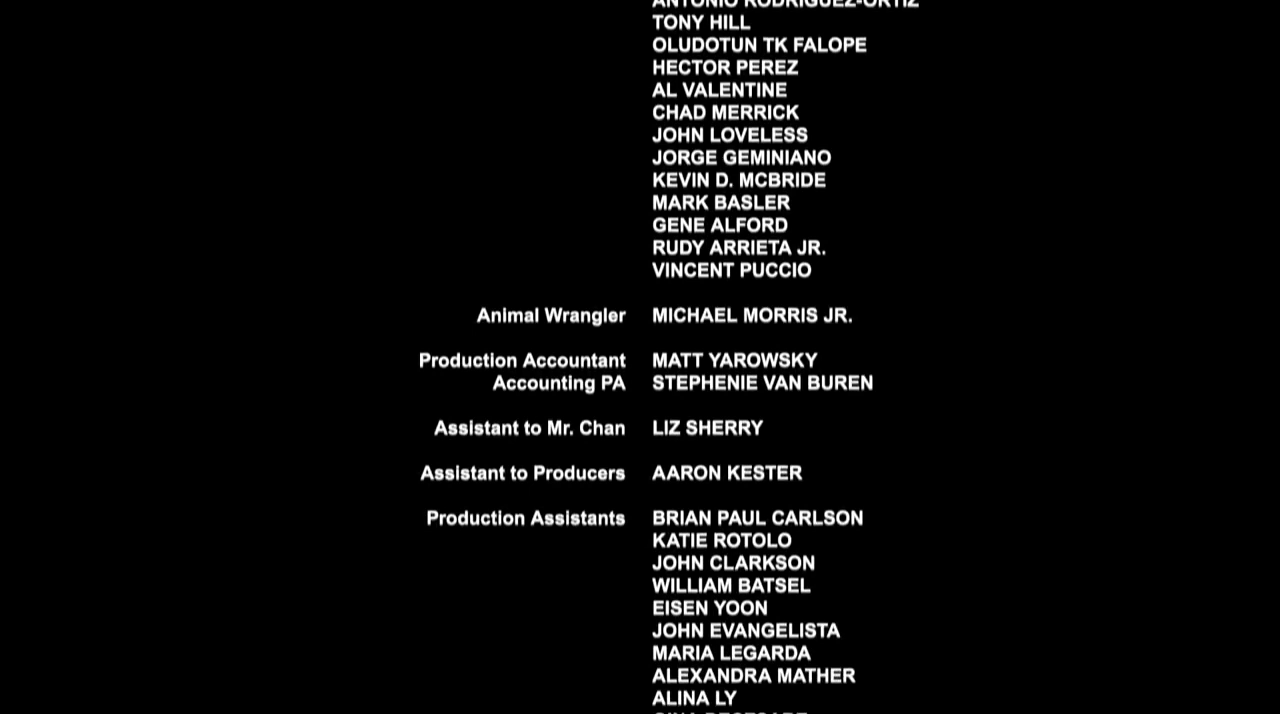 ANTONIO RODRIGUEZ-ORTIZ
TONY HILL
OLUDOTUN TK FALOPE
HECTOR PEREZ
AL VALENTINE
CHAD MERRICK
JOHN LOVELESS
JORGE GEMINIANO
KEVIN D. MCBRIDE
MARK BASLER
GENE ALFORD
RUDY ARRIETA JR.
VINCENT PUCCIO
Animal Wrangler MICHAEL MORRIS JR.
Production Accountant MATT YAROWSKY
Accounting PA STEPHENIE VAN BUREN
Assistant to Mr. Chan LIZ SHERRY
Assistant to Producers AARON KESTER
Production Assistants BRIAN PAUL CARLSON
KATIE ROTOLO
JOHN CLARKSON
WILLIAM BATSEL
EISEN YOON
JOHN EVANGELISTA
MARIA LEGARDA
ALEXANDRA MATHER
ALINA LY